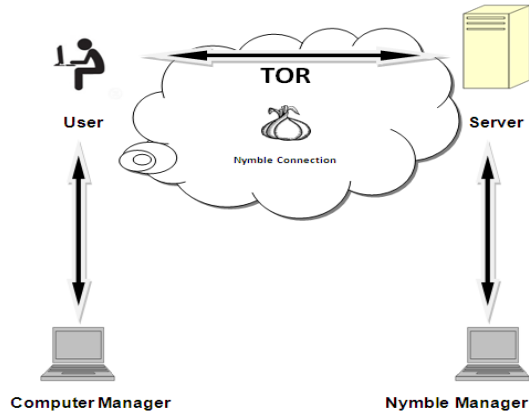 TOR
User
Server
Nymble Connection
Computer Manager
Nymble Manager